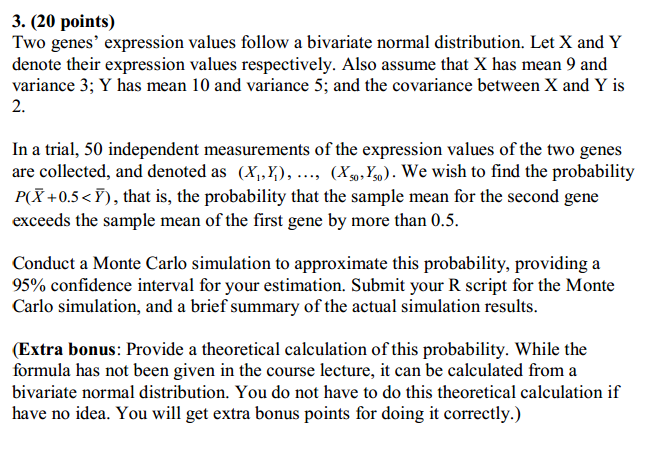 3. (20 points)
Two genes’ expression values follow a bivariate normal distribution. Let X and Y
denote their expression values respectively. Also assume that X has mean 9 and
variance 3; Y has mean 10 and variance 5; and the covariance between X and Y is
2.
In a trial, 50 independent measurements of the expression values of the two genes
are collected, and denoted as (X₁,Y₁), …, (X₅₀,Y₅₀). We wish to find the probability
P(X̄+0.5<Ȳ), that is, the probability that the sample mean for the second gene
exceeds the sample mean of the first gene by more than 0.5.
Conduct a Monte Carlo simulation to approximate this probability, providing a
95% confidence interval for your estimation. Submit your R script for the Monte
Carlo simulation, and a brief summary of the actual simulation results.
(Extra bonus: Provide a theoretical calculation of this probability. While the
formula has not been given in the course lecture, it can be calculated from a
bivariate normal distribution. You do not have to do this theoretical calculation if
have no idea. You will get extra bonus points for doing it correctly.)